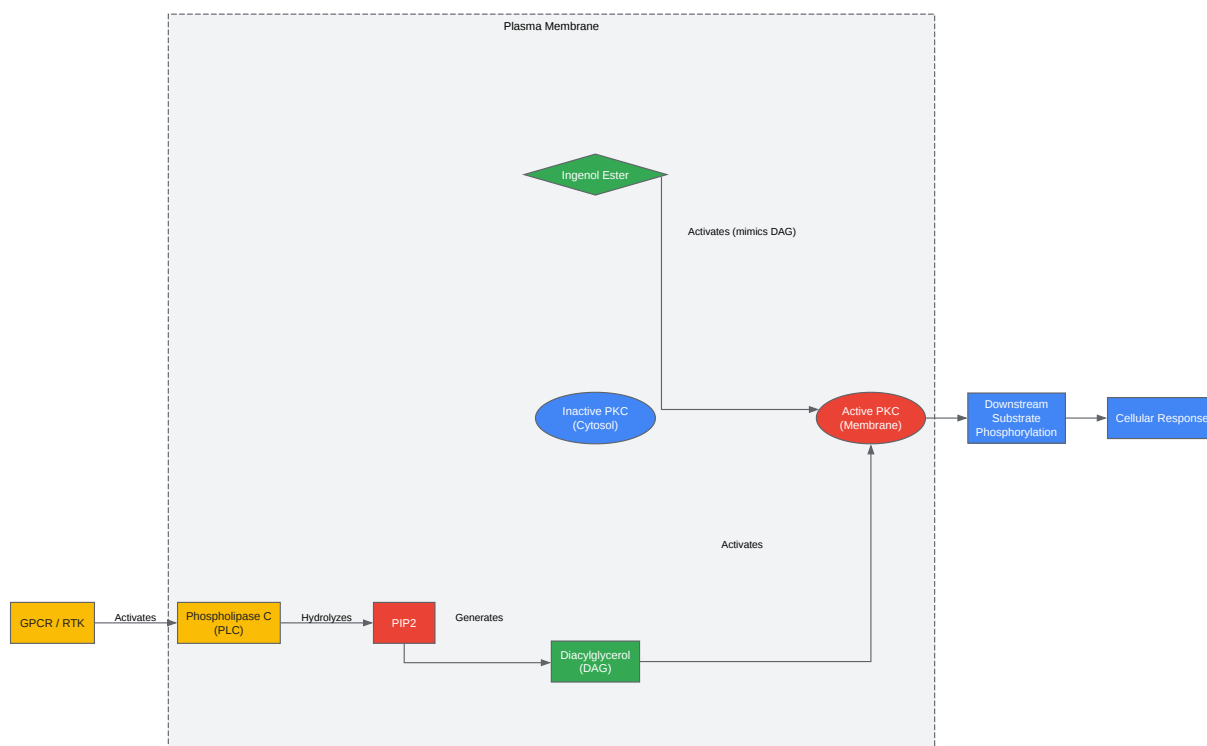 Plasma Membrane
Ingenol Ester
Activates (mimics DAG)
Inactive PKC
(Cytosol)
Active PKC
(Membrane)
Downstream
Substrate
Phosphorylation
Cellular Response
Activates
GPCR / RTK
Activates
Phospholipase C
(PLC)
Hydrolyzes
PIP2
Generates
Diacylglycerol
(DAG)